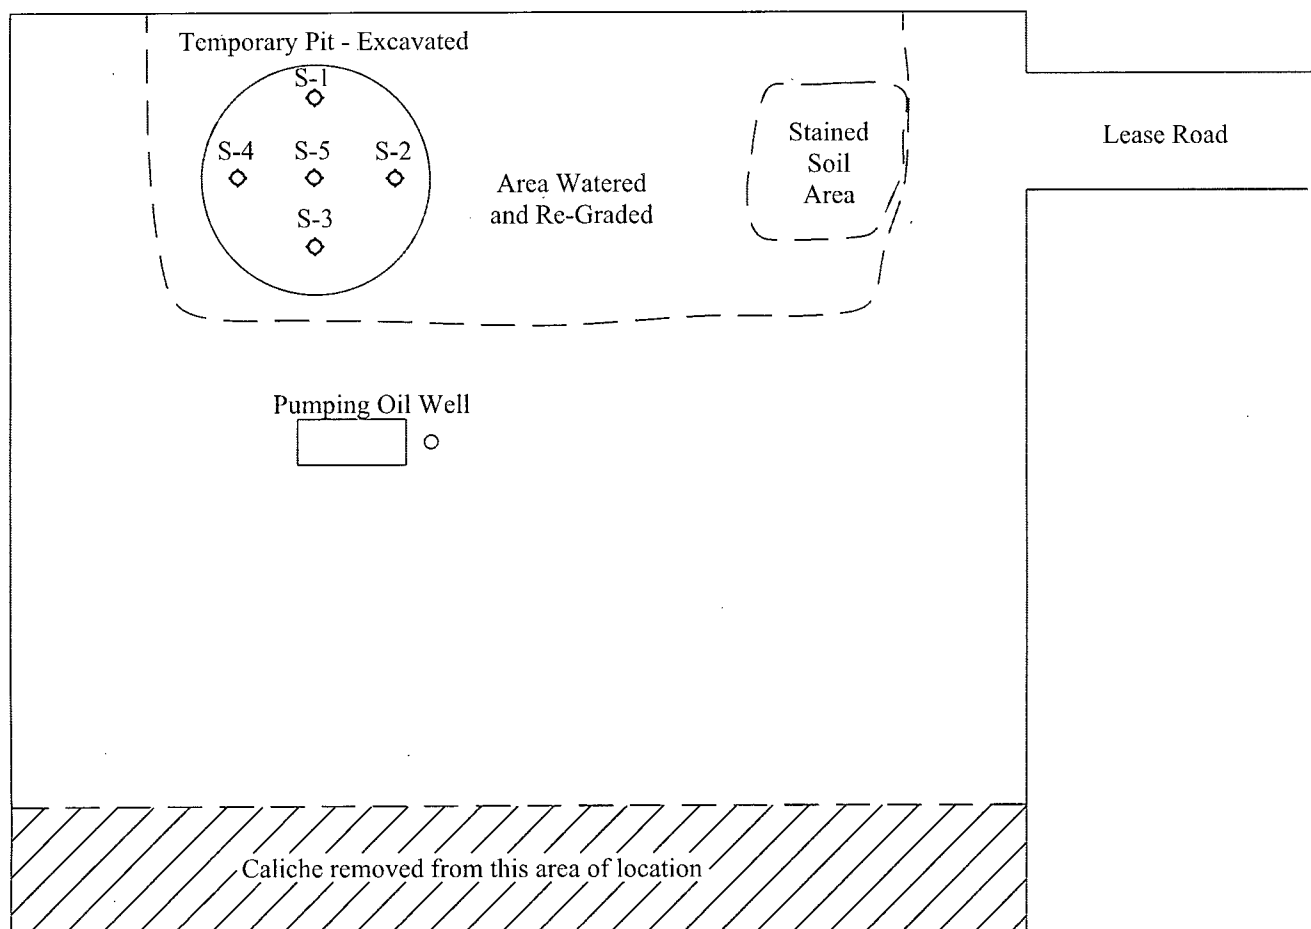 Temporary Pit - Excavated
S-1
S-4
S-5
S-2
S-3
Area Watered
and Re-Graded
Stained
Soil
Area
Lease Road
Pumping Oil Well
Caliche removed from this area of location